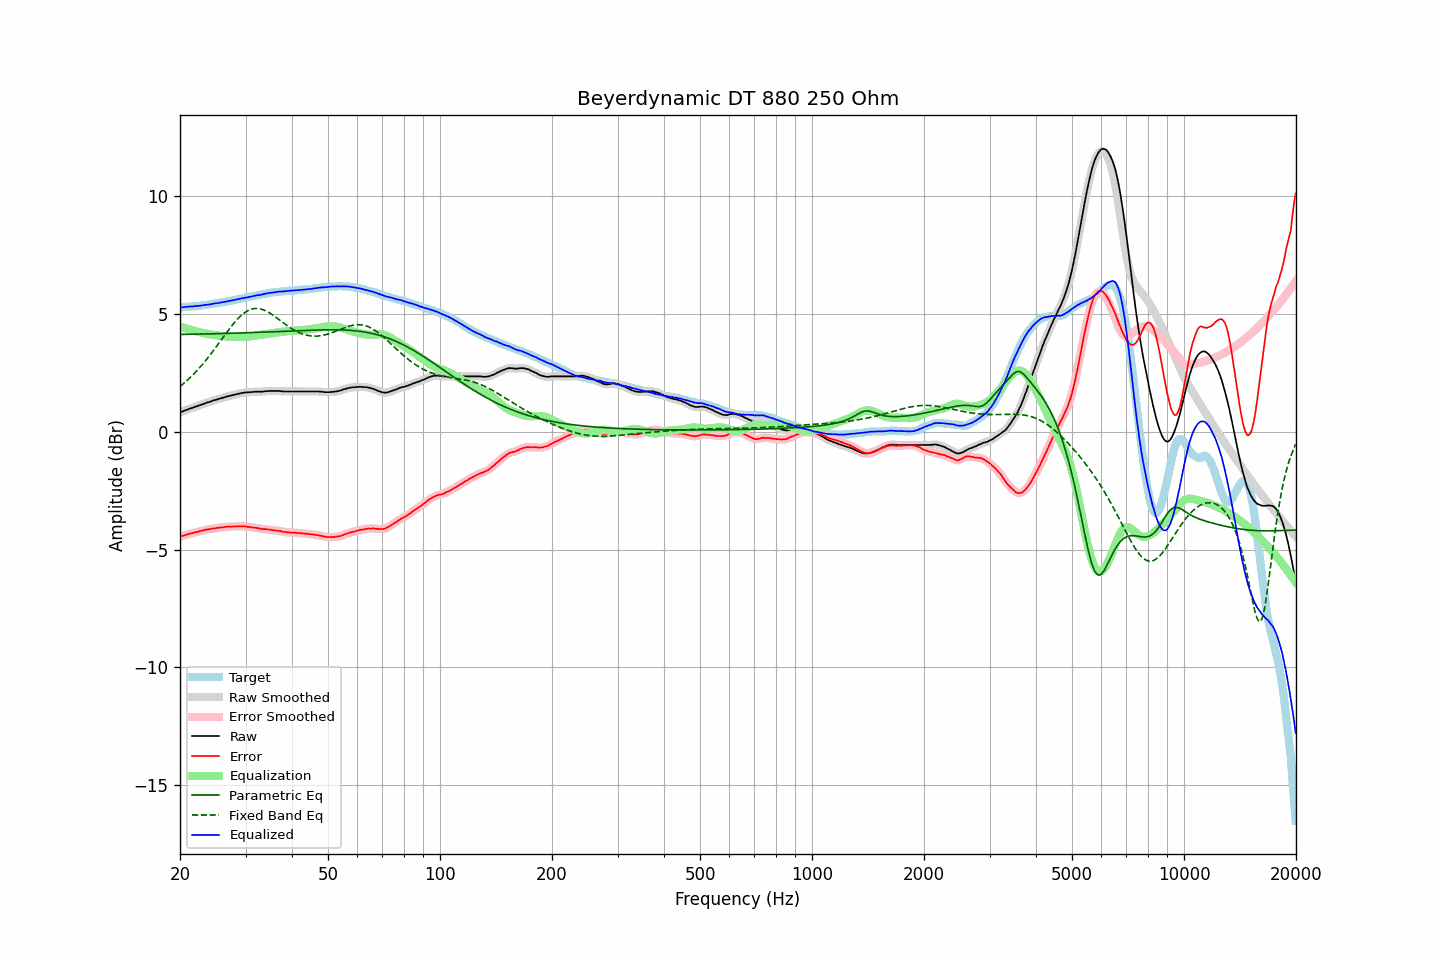 Beyerdynamic DT 880 250 Ohm
Amplitude (dBr)
10
5
0
−5
−10
−15
Target
Raw Smoothed
Error Smoothed
Raw
Error
Equalization
Parametric Eq
Fixed Band Eq
Equalized
20 50 100 200 500 1000 2000 5000 10000 20000
Frequency (Hz)